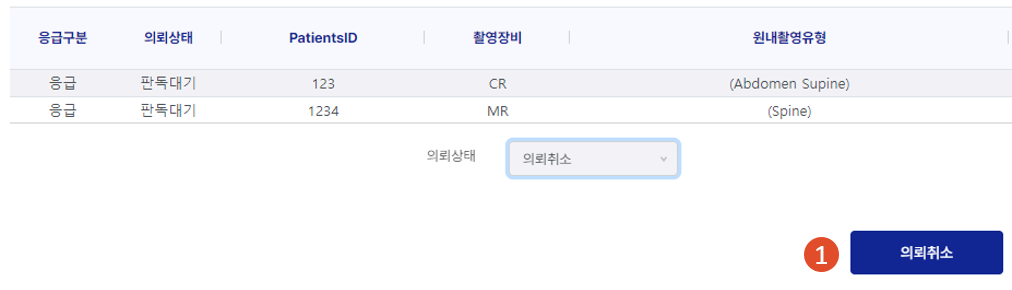 응급구분 의뢰상태 PatientsID 촬영장비 원내촬영유형
응급 판독대기 123 CR (Abdomen Supine)
응급 판독대기 1234 MR (Spine)
의뢰상태 의뢰취소
1 의뢰취소